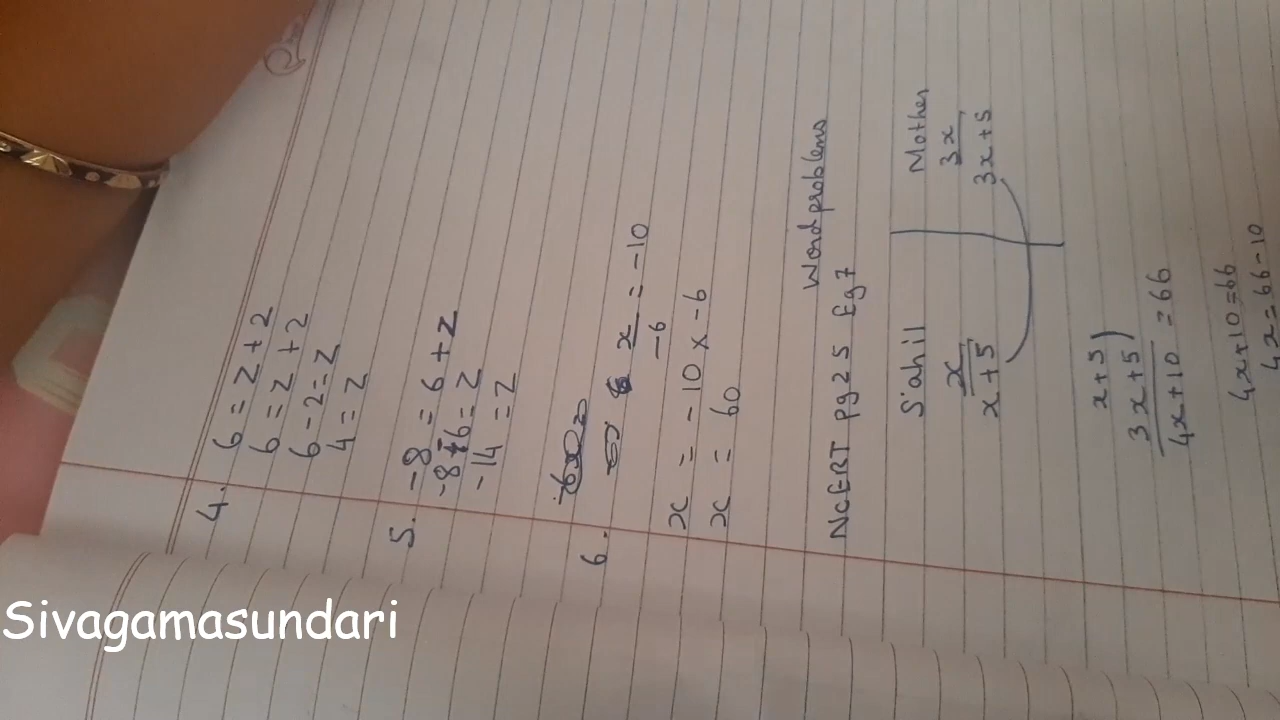 4. 6 = z + 2
6 = z + 2
6 - 2 = z
4 = z
5. -8 = 6 + z
-8 - 6 = z
-14 = z
6. x/-6 = -10
x = -10 x -6
x = 60
Word problems
NCERT pg 25 Eg 7
Sahil Mother
x 3x
x + 5 3x + 5
x + 5
3x + 5
4x + 10 = 66
4x + 10 = 66
4x = 66 - 10
Sivagamasundari